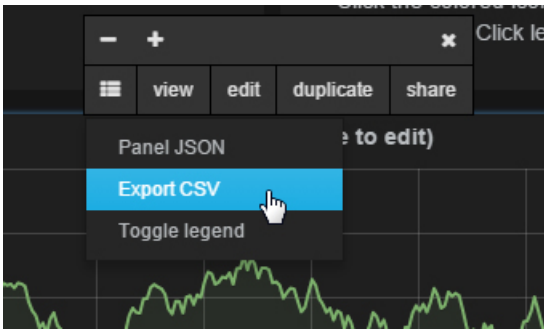 Click le
view edit duplicate share
e to edit)
Panel JSON
Export CSV
Toggle legend